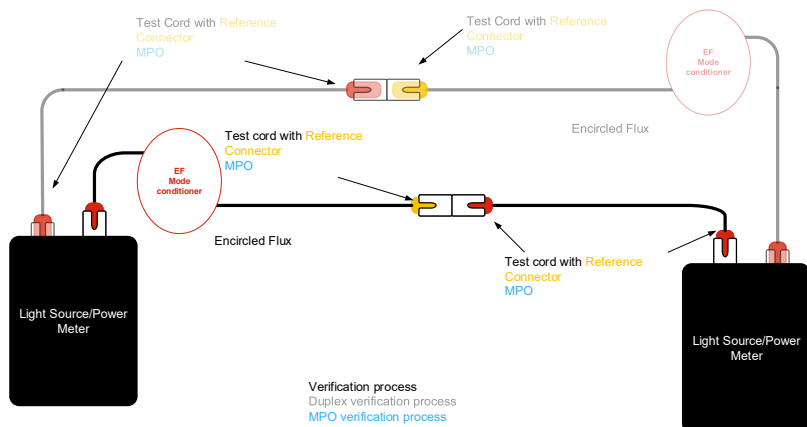 Test Cord with Reference
Connector
MPO
Test Cord with Reference
Connector
MPO
EF
Mode
conditioner
Encircled Flux
Test cord with Reference
Connector
MPO
EF
Mode
conditioner
Encircled Flux
Test cord with Reference
Connector
MPO
Light Source/Power
Meter
Light Source/Power
Meter
Verification process
Duplex verification process
MPO verification process